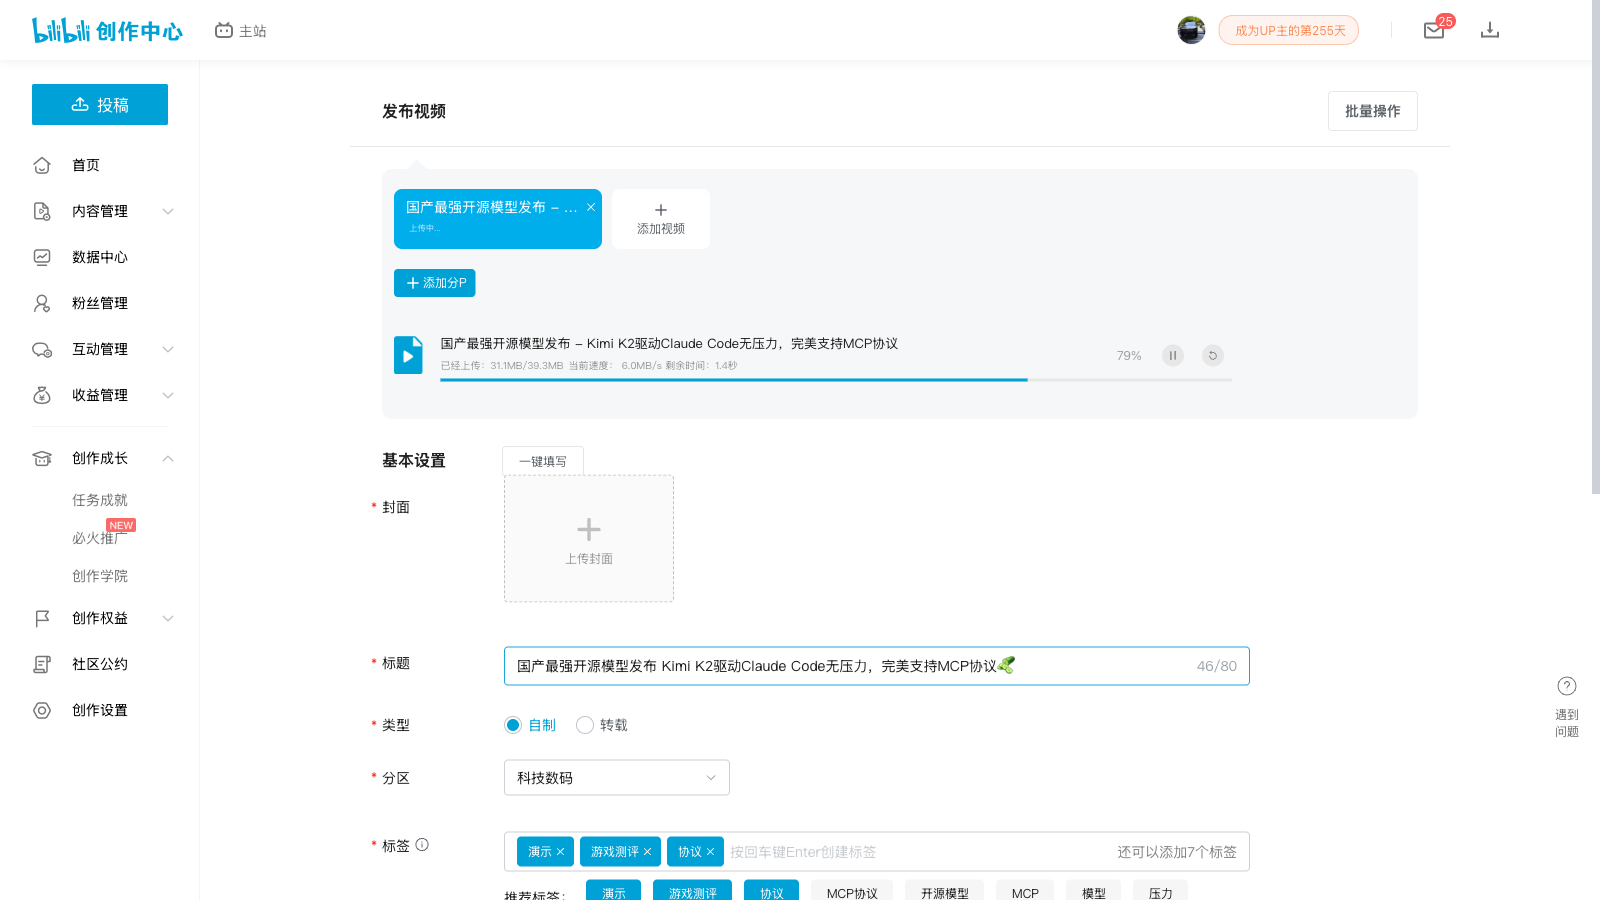 bilibili 创作中心
主站
成为UP主的第255天
25
投稿
首页
内容管理
数据中心
粉丝管理
互动管理
收益管理
创作成长
任务成就
必火推广
NEW
创作学院
创作权益
社区公约
创作设置
发布视频
批量操作
国产最强开源模型发布 – ...
上传中...
添加视频
添加分P
国产最强开源模型发布 – Kimi K2驱动Claude Code无压力，完美支持MCP协议
已经上传：31.1MB/39.3MB 当前速度： 6.0MB/s 剩余时间：1.4秒
79%
基本设置
一键填写
* 封面
上传封面
* 标题
国产最强开源模型发布 Kimi K2驱动Claude Code无压力，完美支持MCP协议
46/80
* 类型
自制
转载
* 分区
科技数码
* 标签
演示
游戏测评
协议
按回车键Enter创建标签
还可以添加7个标签
推荐标签：
演示
游戏测评
协议
MCP协议
开源模型
MCP
模型
压力
遇到
问题